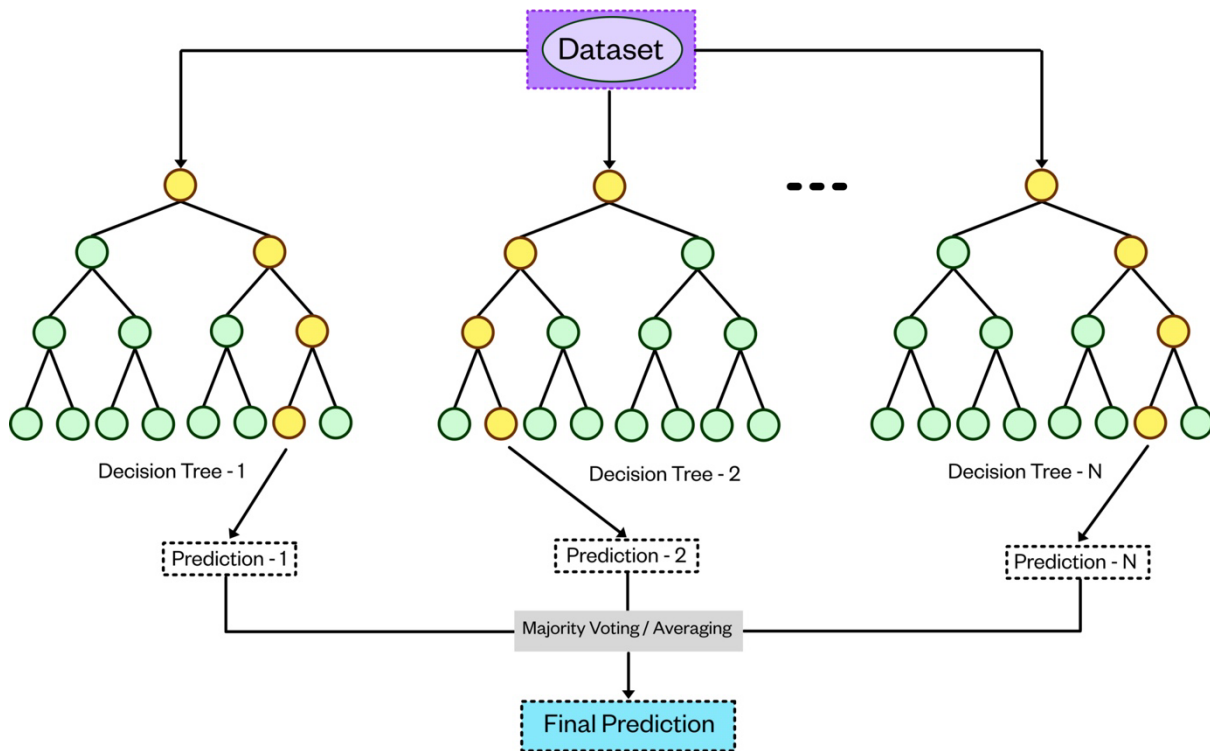 Dataset
Decision Tree - 1
Decision Tree - 2
Decision Tree - N
Prediction - 1
Prediction - 2
Prediction - N
Majority Voting / Averaging
Final Prediction